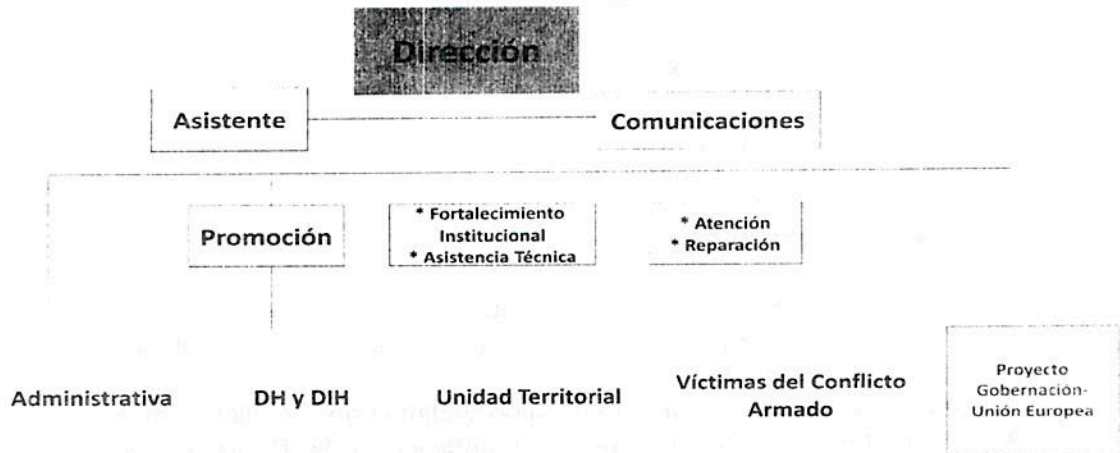 Dirección
Asistente
Comunicaciones
Promoción
* Fortalecimiento
Institucional
* Asistencia Técnica
* Atención
* Reparación
Administrativa
DH y DIH
Unidad Territorial
Víctimas del Conflicto
Armado
Proyecto
Gobernación-
Unión Europea